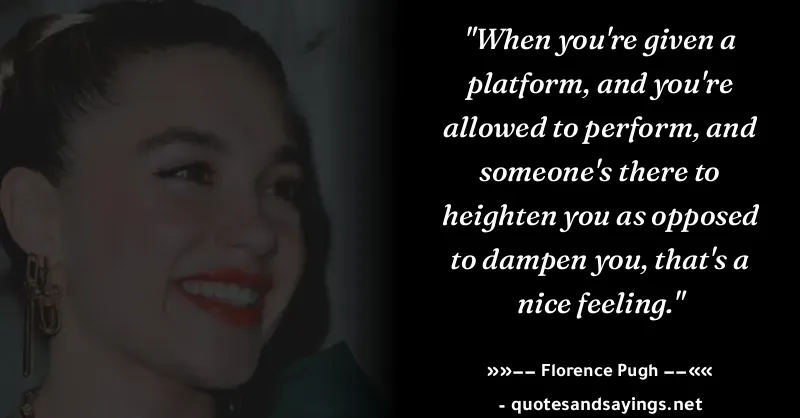 "When you're given a
platform, and you're
allowed to perform, and
someone's there to
heighten you as opposed
to dampen you, that's a
nice feeling."
»»–– Florence Pugh ––««
- quotesandsayings.net